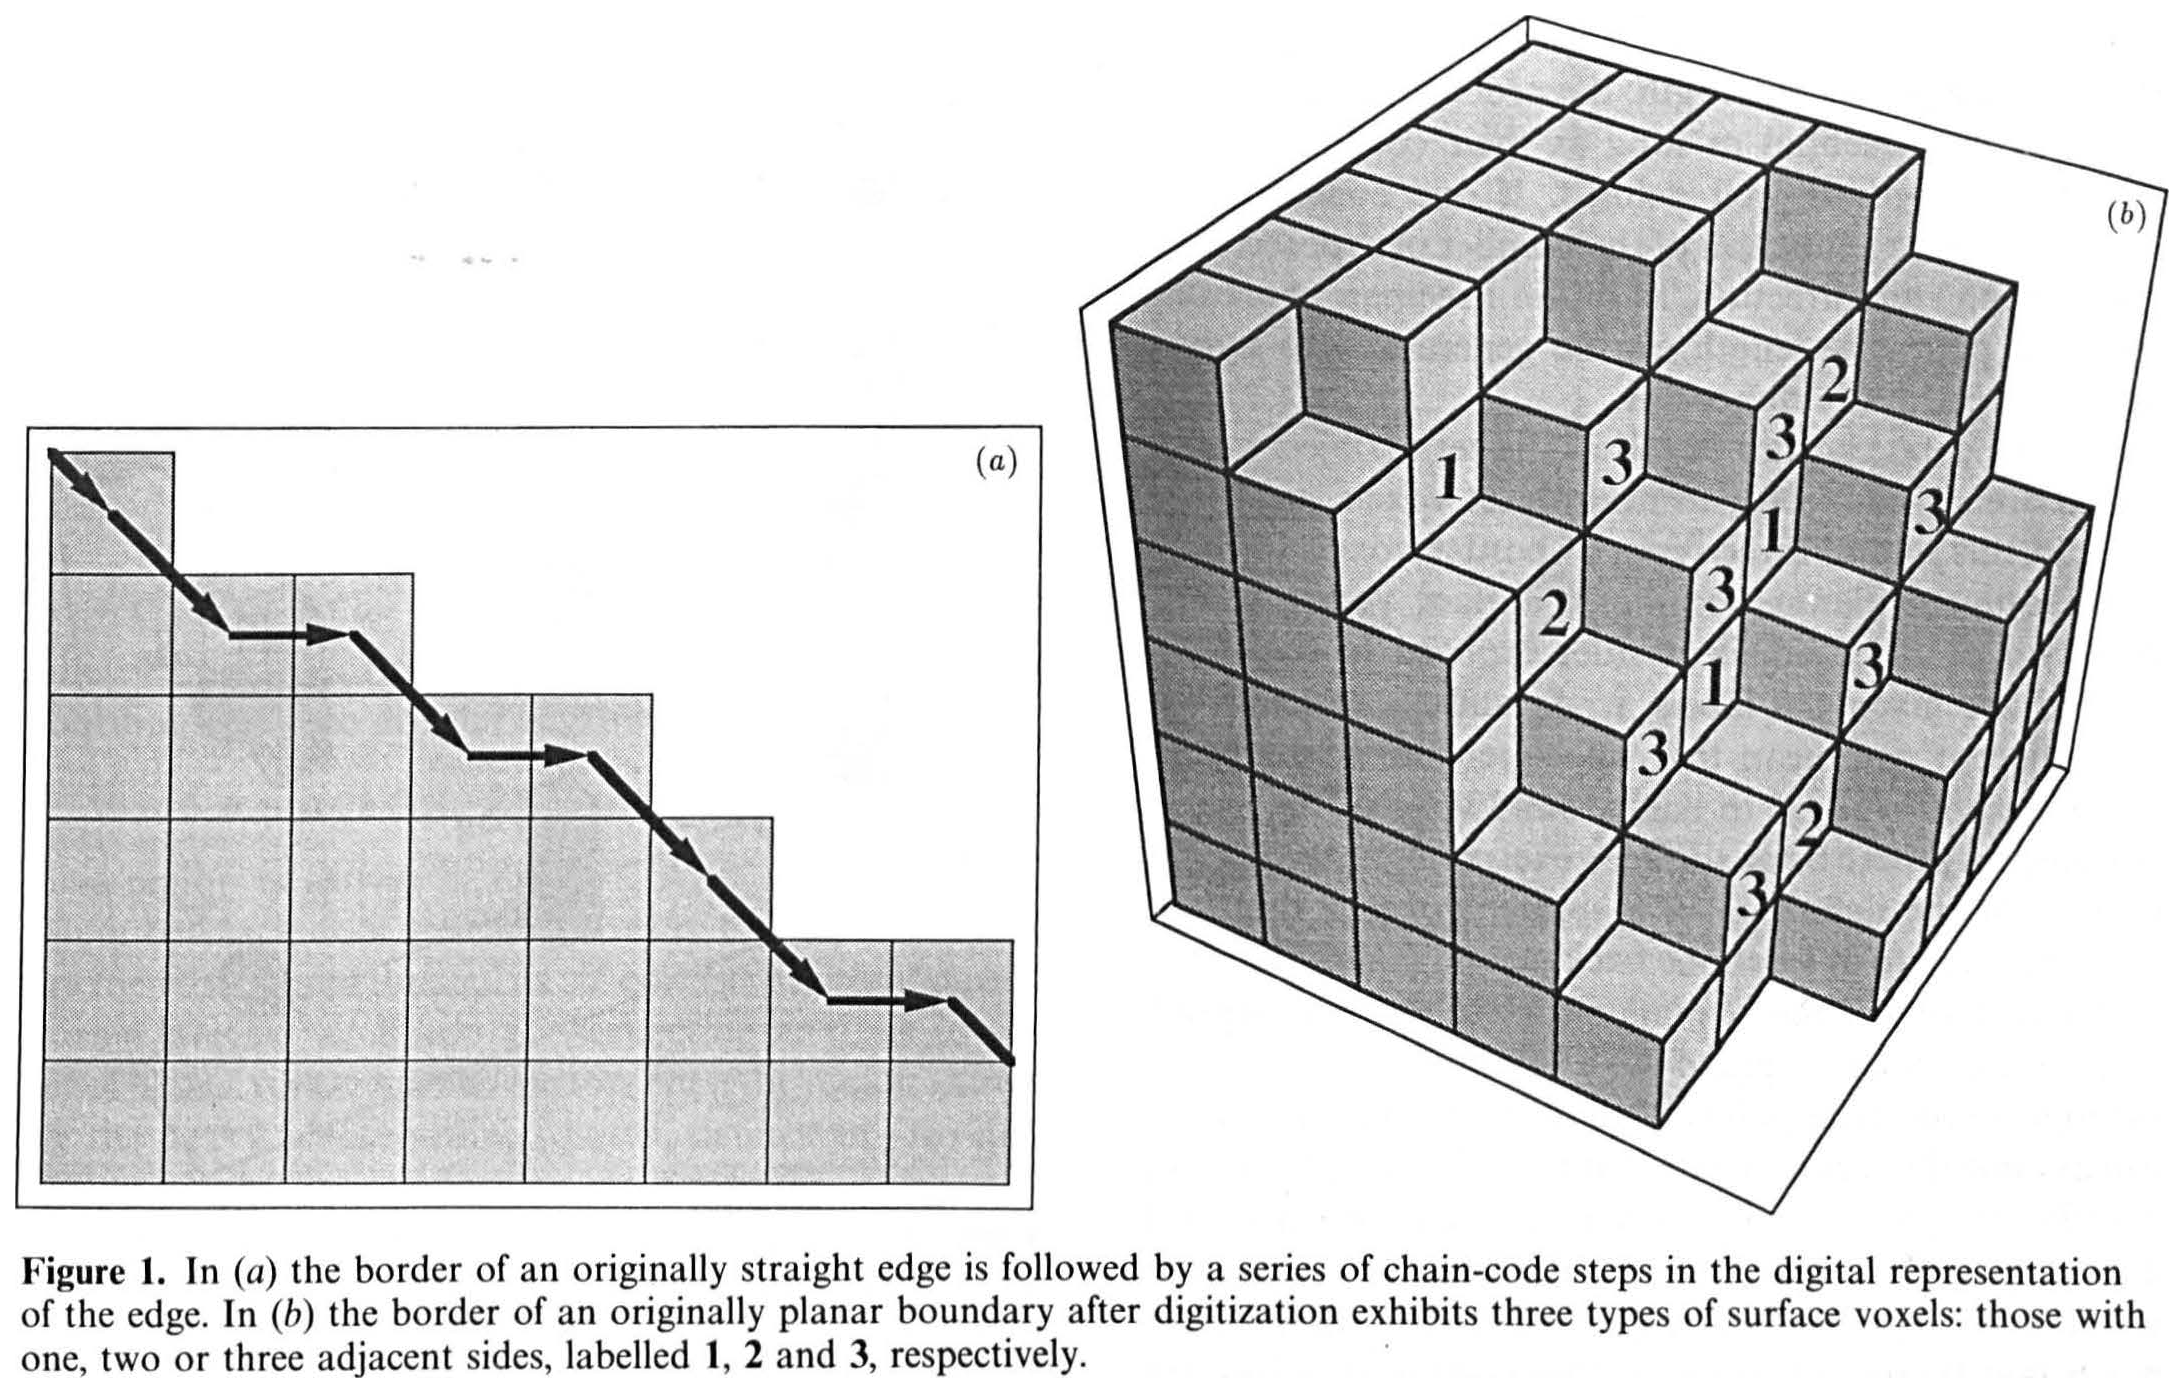 (b)
(a)
2
3
3
1
3
1
3
2
3
1
3
2
3
Figure 1. In (a) the border of an originally straight edge is followed by a series of chain-code steps in the digital representation
of the edge. In (b) the border of an originally planar boundary after digitization exhibits three types of surface voxels: those with
one, two or three adjacent sides, labelled 1, 2 and 3, respectively.